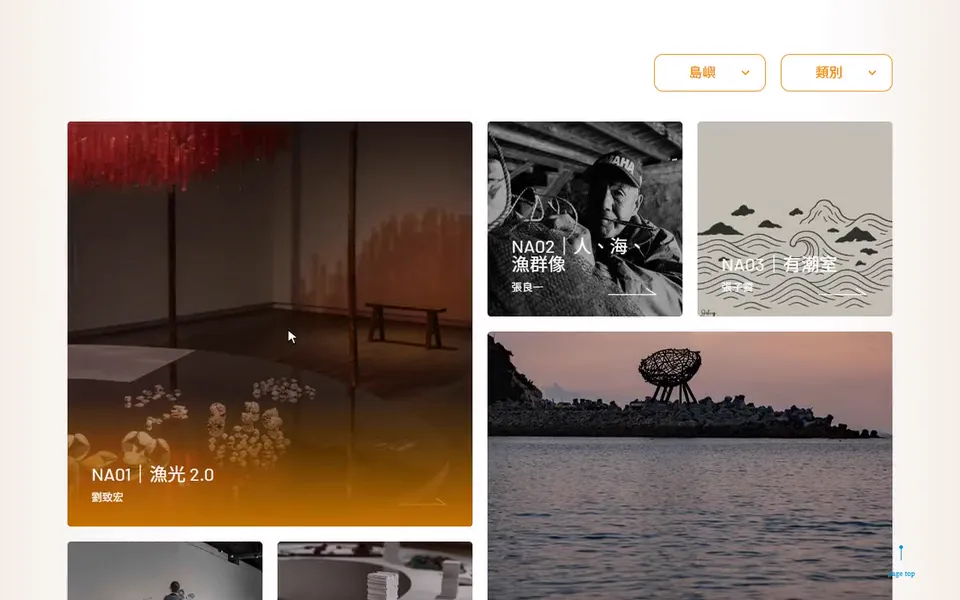 島嶼
類別
NA01｜漁光 2.0
劉致宏
HAHA
NA02｜人、海、
漁群像
張良一
NA03｜有潮室
page top